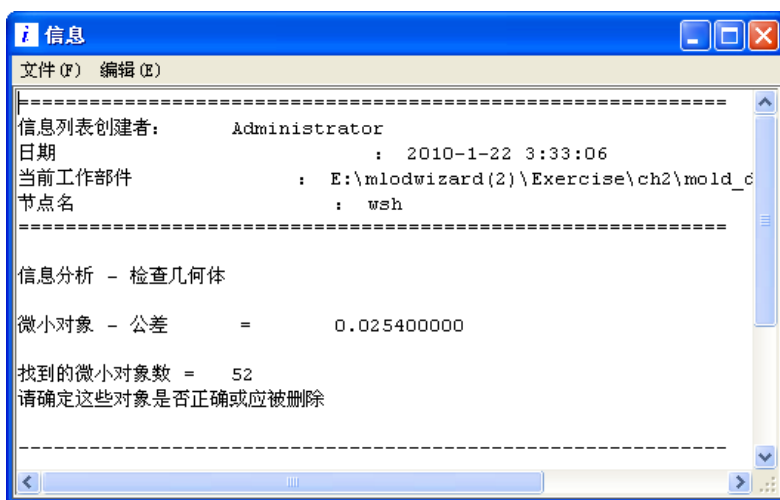 信息
文件(F) 编辑(E)
============================================================
信息列表创建者: Administrator
日期 : 2010-1-22 3:33:06
当前工作部件 : E:\mlodwizard(2)\Exercise\ch2\mold_d
节点名 : wsh
============================================================
信息分析 - 检查几何体
微小对象 - 公差 = 0.025400000
找到的微小对象数 = 52
请确定这些对象是否正确或应被删除
------------------------------------------------------------